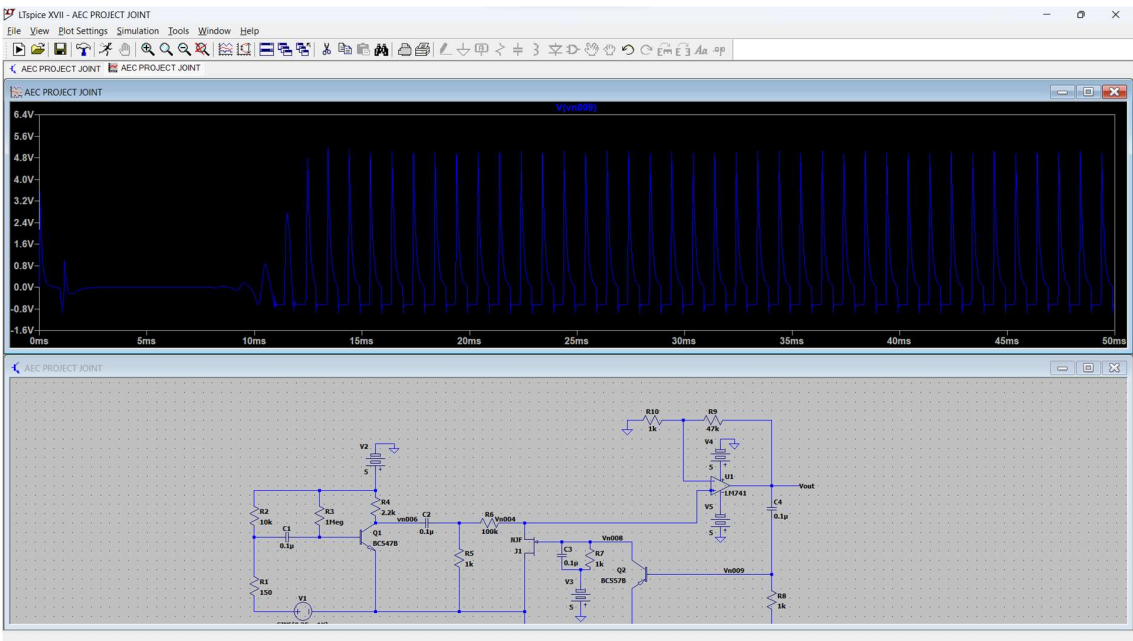 LTspice XVII - AEC PROJECT JOINT
File View Plot Settings Simulation Tools Window Help
AEC PROJECT JOINT AEC PROJECT JOINT
AEC PROJECT JOINT
V(vn009)
6.4V
5.6V
4.8V
4.0V
3.2V
2.4V
1.6V
0.8V
0.0V
-0.8V
-1.6V
0ms 5ms 10ms 15ms 20ms 25ms 30ms 35ms 40ms 45ms 50ms
AEC PROJECT JOINT
R10 R9
1k 47k
V2 V4
5 5
U1
LM741
Vout
R2 R3 R4 C4
10k 1Meg 2.2k 0.1µ
C1 vn006 C2 R6 Vn004 V5
0.1µ 0.1µ 100k 5
Q1
BC547B
NJF Vn008
J1 C3 R7
0.1µ 1k
R5
1k
Q2
BC557B
Vn009
R1 V3 R8
150 5 1k
V1